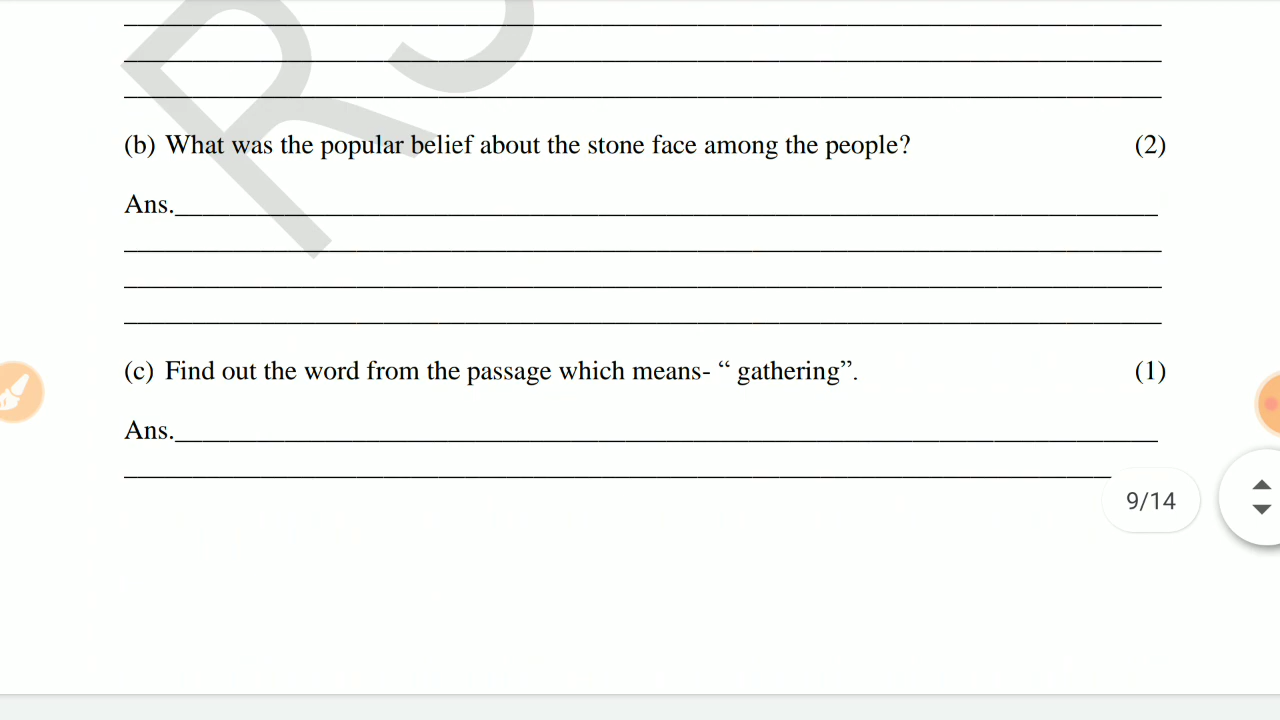 (b) What was the popular belief about the stone face among the people? (2)
Ans.
(c) Find out the word from the passage which means- “ gathering”. (1)
Ans.
9/14